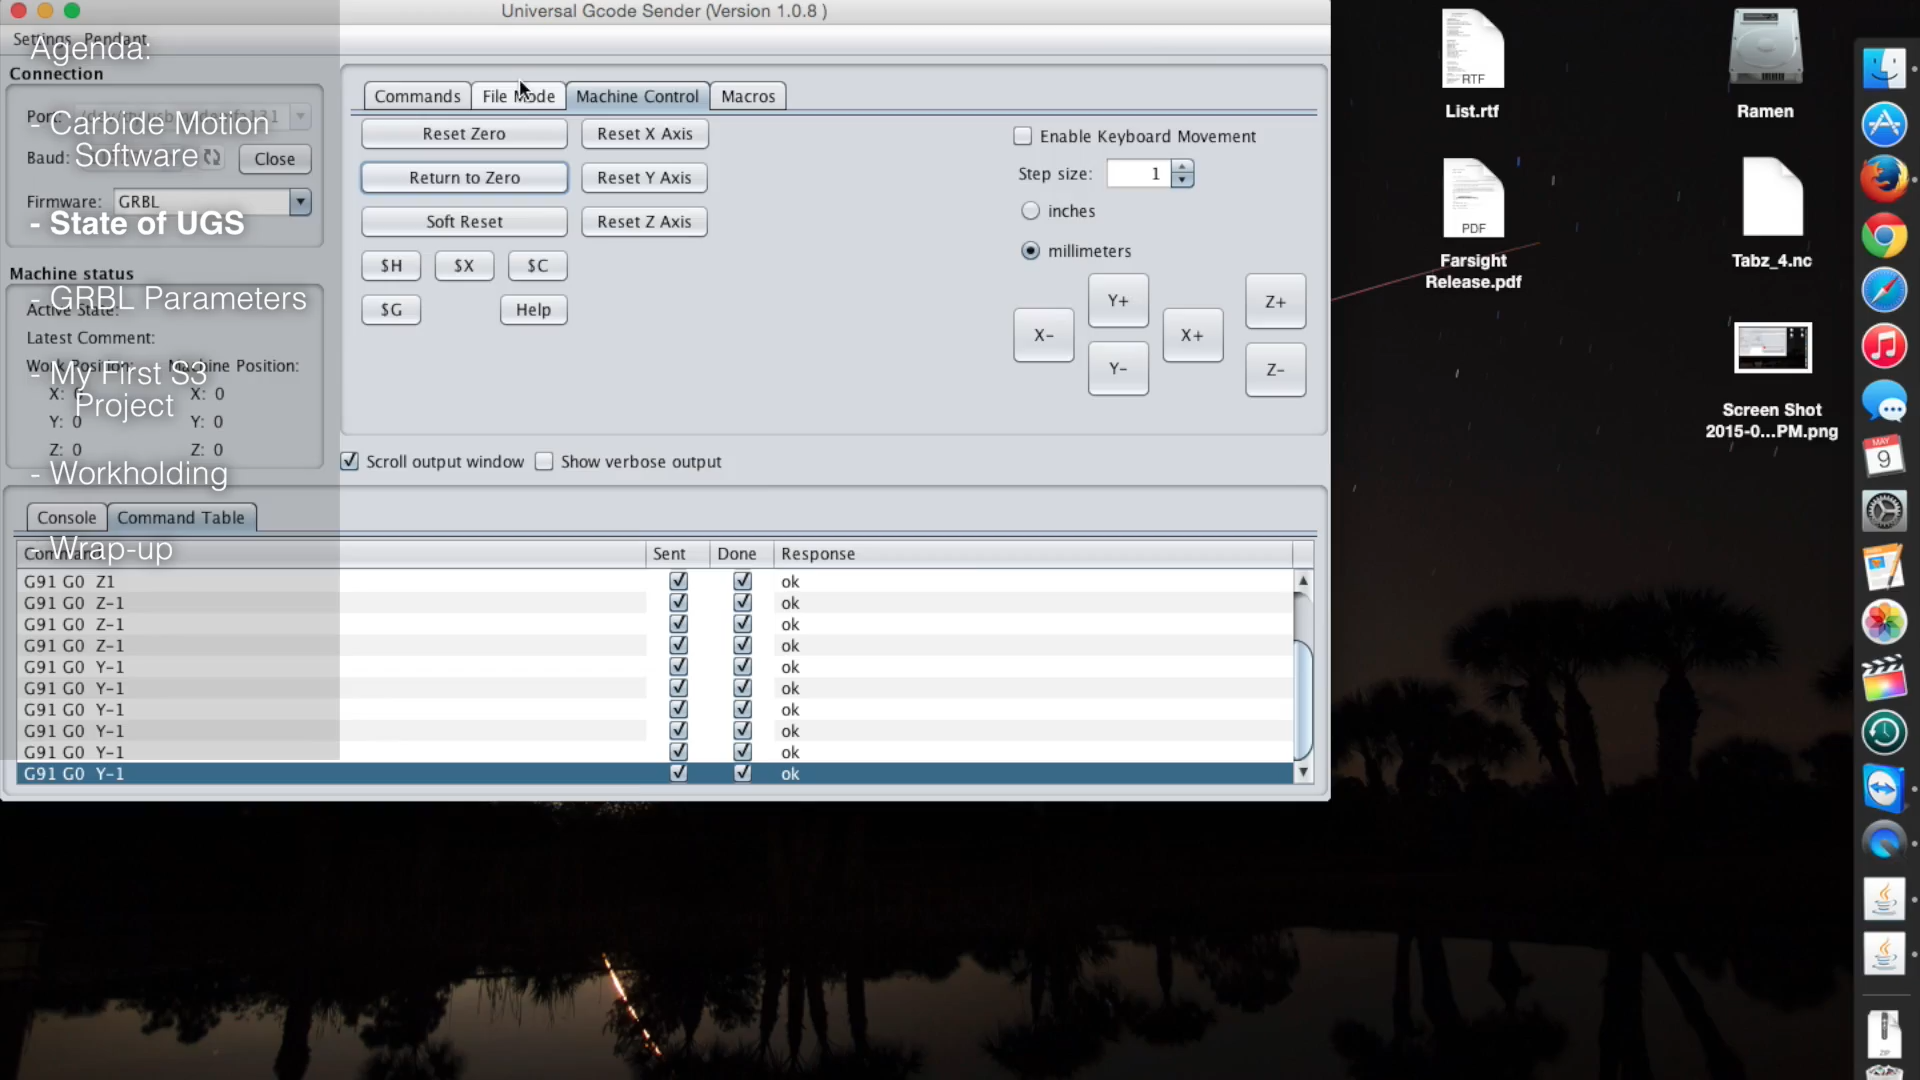 Universal Gcode Sender (Version 1.0.8 )
Settings Pendant
Agenda:
- Carbide Motion
Software
- State of UGS
- GRBL Parameters
- My First S3
Project
- Workholding
- Wrap-up
Connection
Port:
Baud:
Close
Firmware: GRBL
Machine status
Active State:
Latest Comment:
Work Position: Machine Position:
X: 0 X: 0
Y: 0 Y: 0
Z: 0 Z: 0
Commands File Mode Machine Control Macros
Reset Zero Reset X Axis
Return to Zero Reset Y Axis
Soft Reset Reset Z Axis
$H $X $C
$G Help
Enable Keyboard Movement
Step size: 1
inches
millimeters
Y+ Z+
X- X+
Y- Z-
Scroll output window Show verbose output
Console Command Table
Command Sent Done Response
G91 G0 Z1 ok
G91 G0 Z-1 ok
G91 G0 Z-1 ok
G91 G0 Z-1 ok
G91 G0 Y-1 ok
G91 G0 Y-1 ok
G91 G0 Y-1 ok
G91 G0 Y-1 ok
G91 G0 Y-1 ok
G91 G0 Y-1 ok
RTF
List.rtf
Ramen
PDF
Farsight
Release.pdf
Tabz_4.nc
Screen Shot
2015-0...PM.png
MAY
9
ZIP